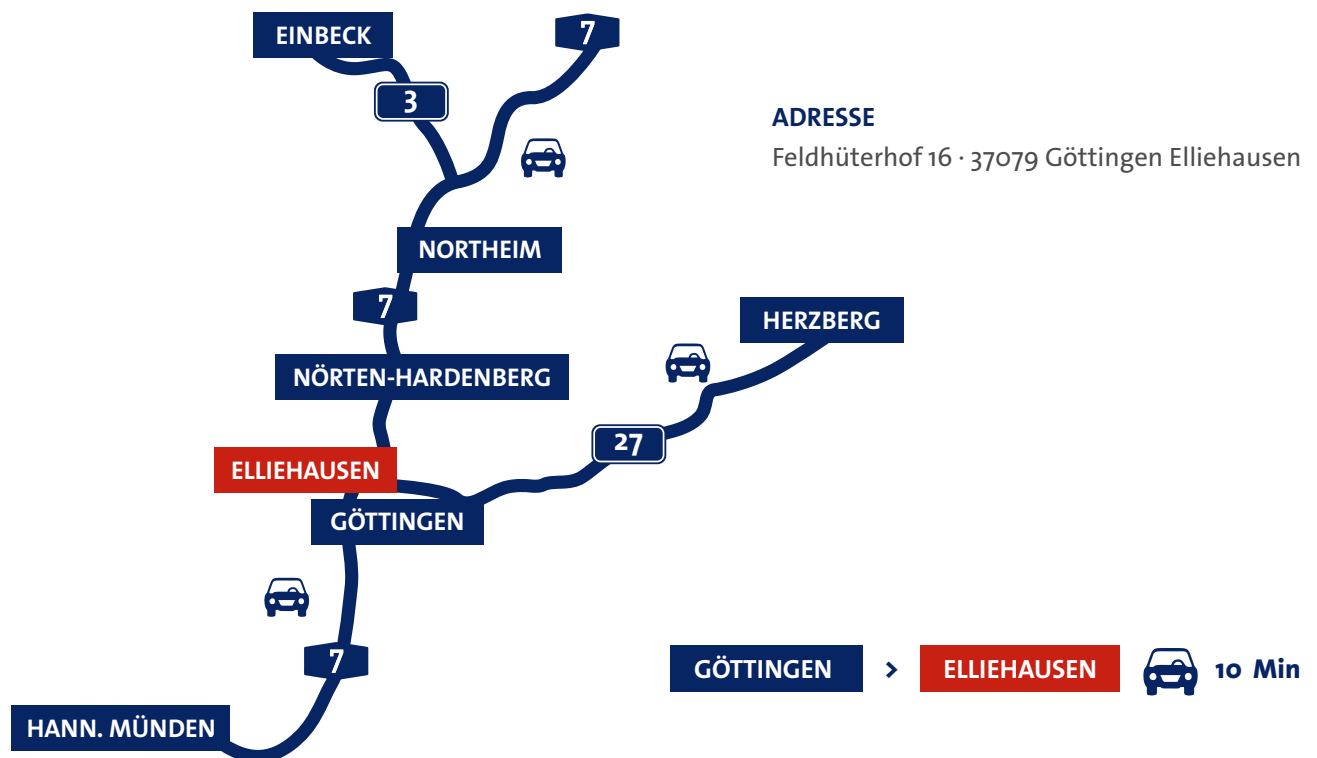 EINBECK
7
3
ADRESSE
Feldhüterhof 16 · 37079 Göttingen Elliehausen
NORTHEIM
7
HERZBERG
NÖRTEN-HARDENBERG
27
ELLIEHAUSEN
GÖTTINGEN
7
GÖTTINGEN > ELLIEHAUSEN 10 Min
HANN. MÜNDEN